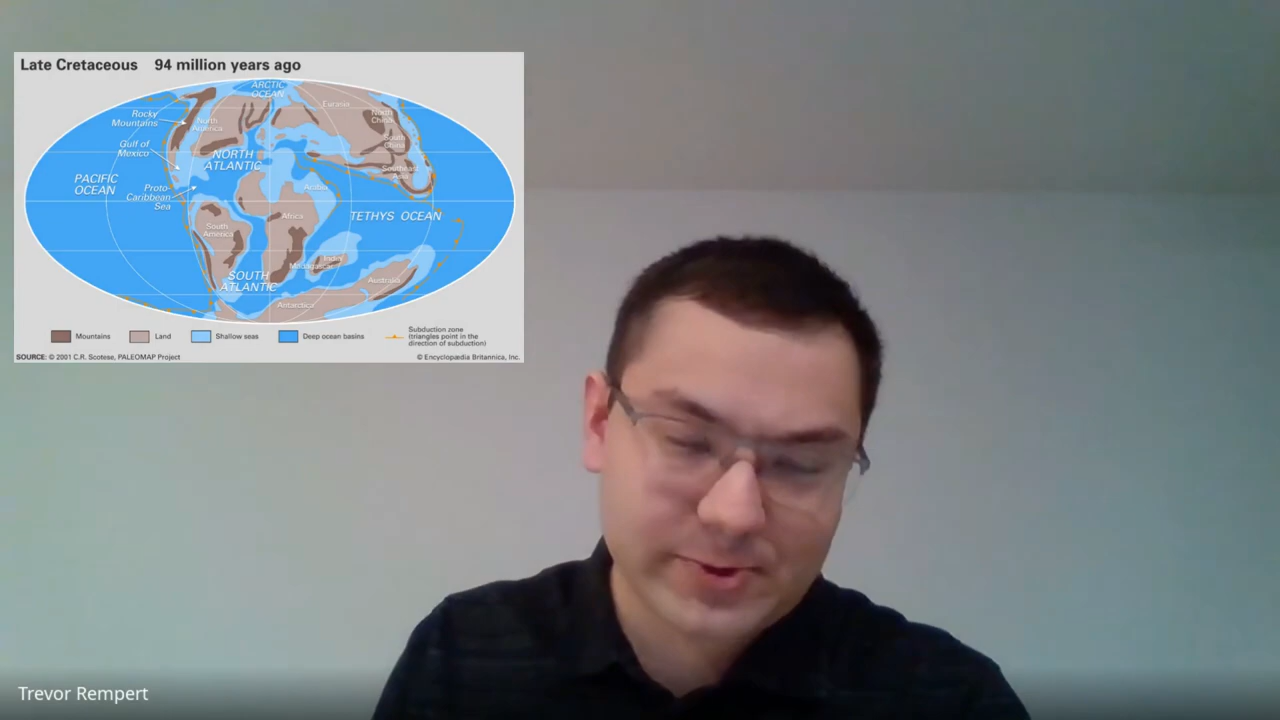 Late Cretaceous 94 million years ago
ARCTIC
OCEAN
Eurasia
Rocky
Mountains
North
America
North
China
Gulf of
Mexico
South
China
NORTH
ATLANTIC
Southeast
Asia
PACIFIC
OCEAN
Proto
Caribbean
Sea
Arabia
Africa
TETHYS OCEAN
South
America
India
Madagascar
SOUTH
ATLANTIC
Australia
Antarctica
Mountains
Land
Shallow seas
Deep ocean basins
Subduction zone
(triangles point in the
direction of subduction)
SOURCE: © 2001 C.R. Scotese, PALEOMAP Project
© Encyclopædia Britannica, Inc.
Trevor Rempert